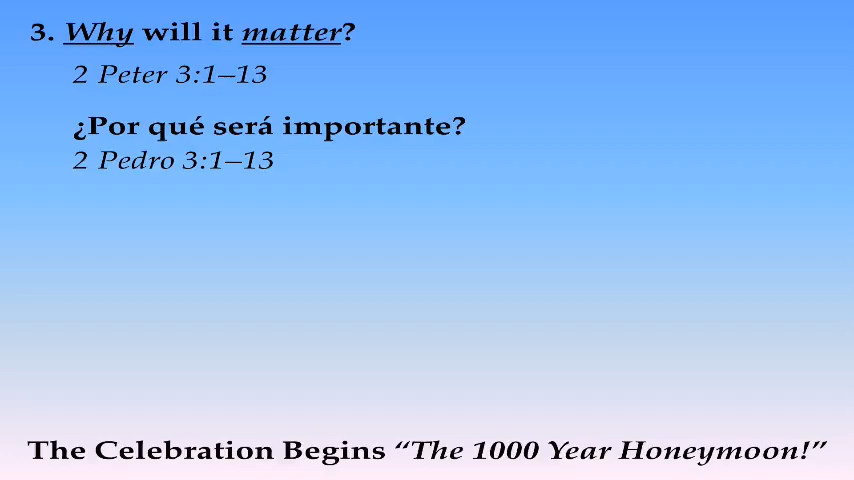 3. Why will it matter?
2 Peter 3:1–13
¿Por qué será importante?
2 Pedro 3:1–13
The Celebration Begins “The 1000 Year Honeymoon!”